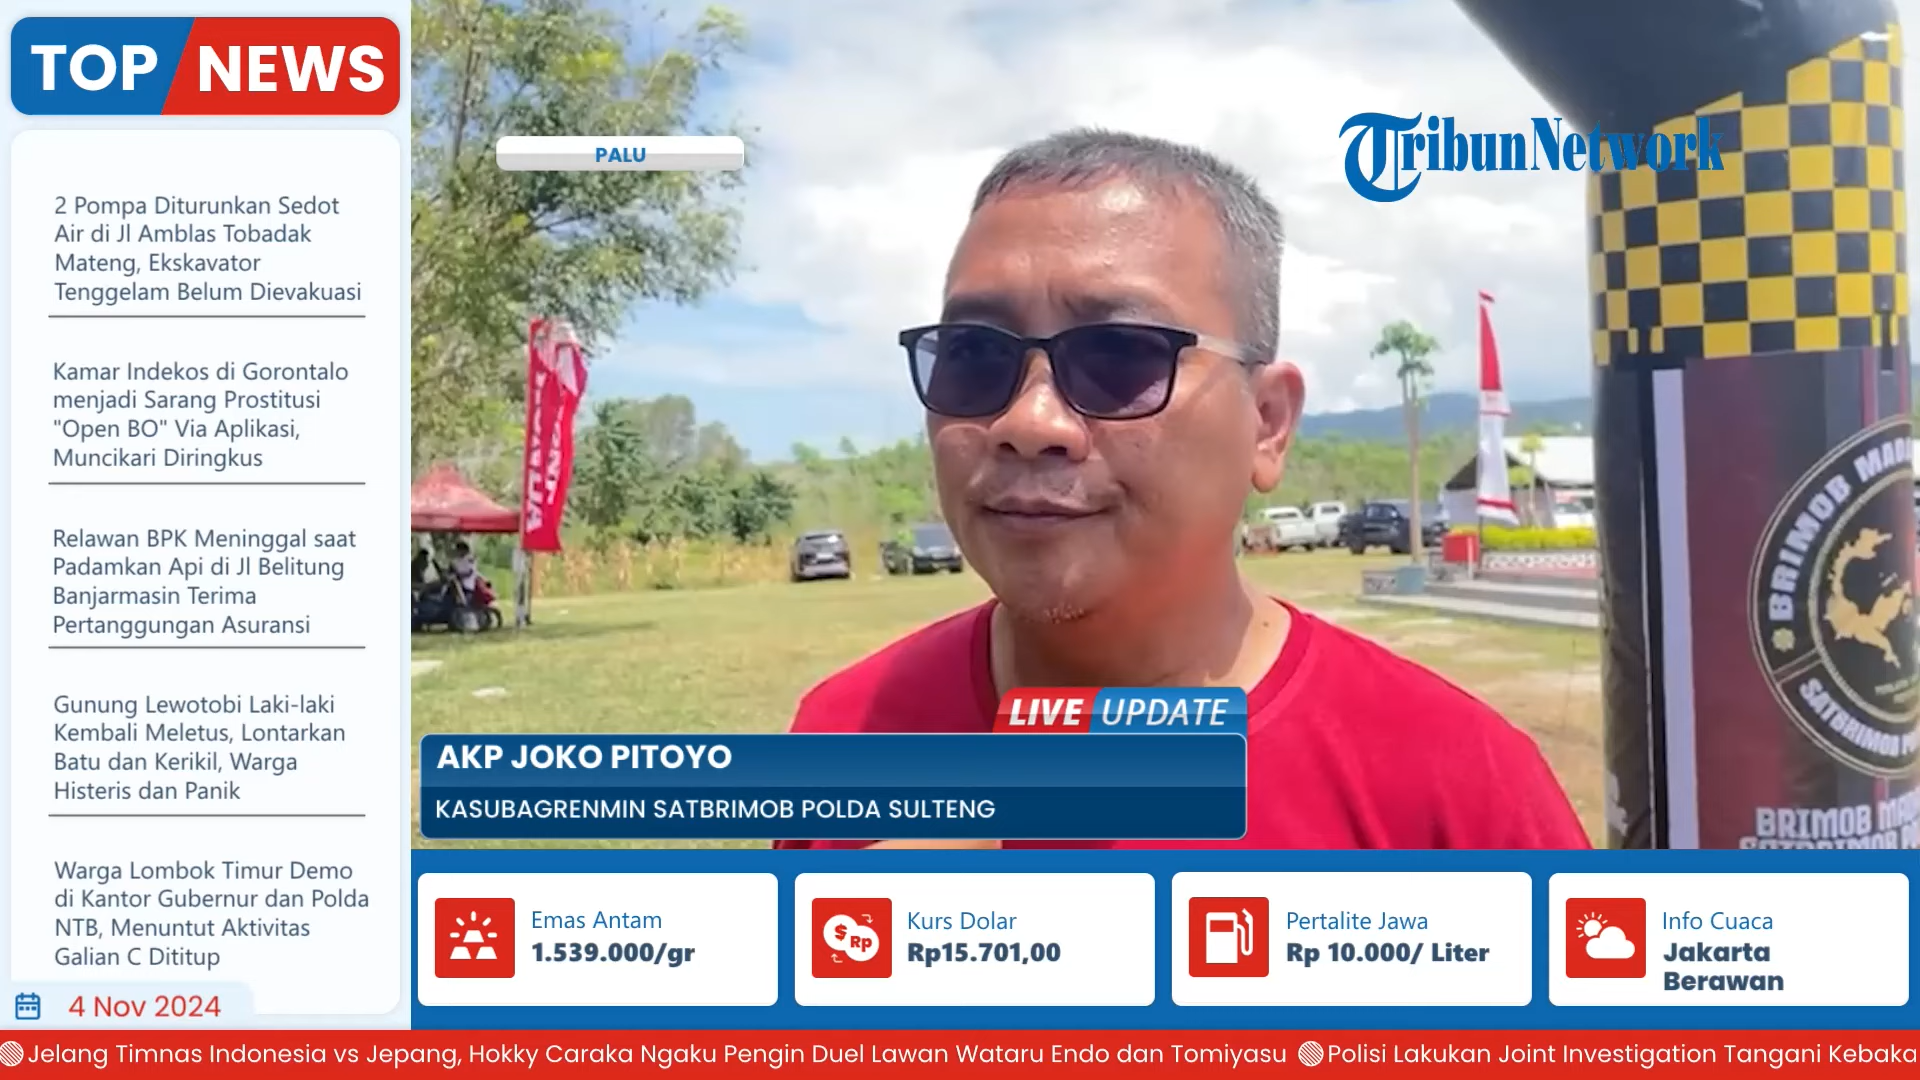 TOP NEWS
2 Pompa Diturunkan Sedot
Air di Jl Amblas Tobadak
Mateng, Ekskavator
Tenggelam Belum Dievakuasi
Kamar Indekos di Gorontalo
menjadi Sarang Prostitusi
"Open BO" Via Aplikasi,
Muncikari Diringkus
Relawan BPK Meninggal saat
Padamkan Api di Jl Belitung
Banjarmasin Terima
Pertanggungan Asuransi
Gunung Lewotobi Laki-laki
Kembali Meletus, Lontarkan
Batu dan Kerikil, Warga
Histeris dan Panik
Warga Lombok Timur Demo
di Kantor Gubernur dan Polda
NTB, Menuntut Aktivitas
Galian C Dititup
4 Nov 2024
PALU
TribunNetwork
BRIMOB
SATBRIMOB
BRIMOB
LIVE UPDATE
AKP JOKO PITOYO
KASUBAGRENMIN SATBRIMOB POLDA SULTENG
Emas Antam
1.539.000/gr
Kurs Dolar
Rp15.701,00
Pertalite Jawa
Rp 10.000/ Liter
Info Cuaca
Jakarta
Berawan
Jelang Timnas Indonesia vs Jepang, Hokky Caraka Ngaku Pengin Duel Lawan Wataru Endo dan Tomiyasu Polisi Lakukan Joint Investigation Tangani Kebaka